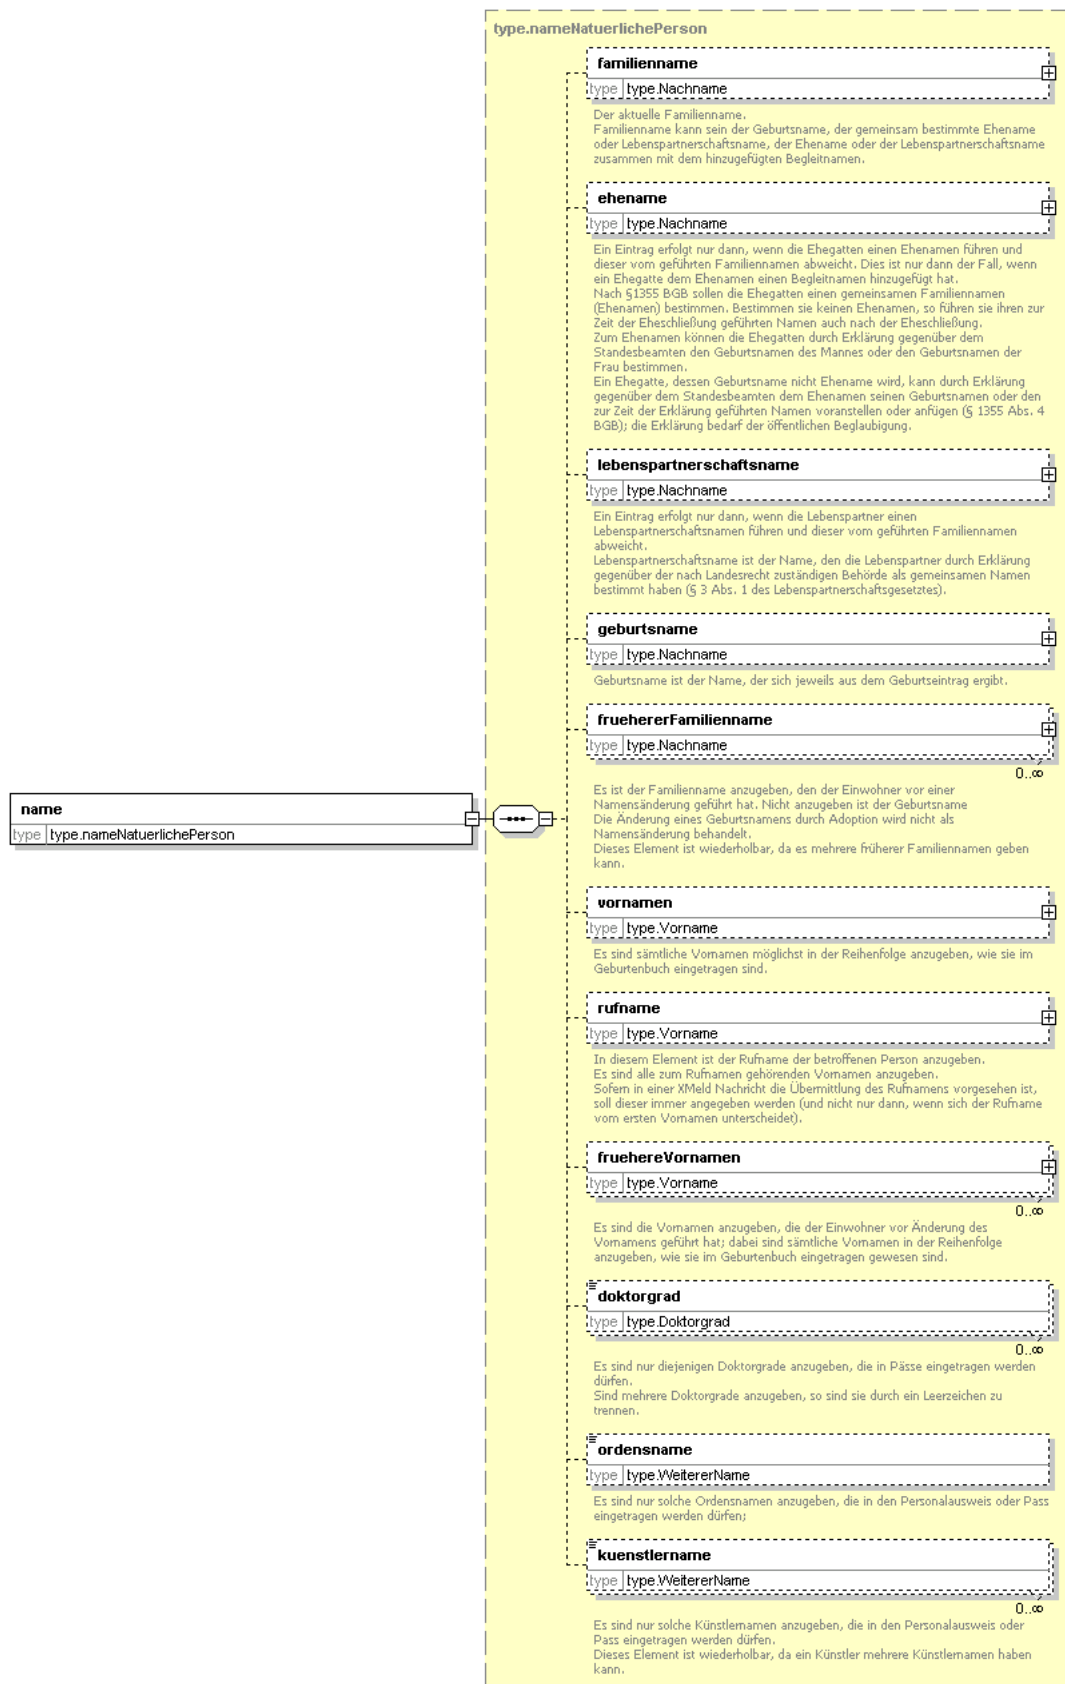 type.nameNatuerlichePerson
familienname
type type.Nachname
Der aktuelle Familienname.
Familienname kann sein der Geburtsname, der gemeinsam bestimmte Ehename
oder Lebenspartnerschaftsname, der Ehename oder der Lebenspartnerschaftsname
zusammen mit dem hinzugefügten Begleitnamen.
ehename
type type.Nachname
Ein Eintrag erfolgt nur dann, wenn die Ehegatten einen Ehenamen führen und
dieser vom geführten Familiennamen abweicht. Dies ist nur dann der Fall, wenn
ein Ehegatte dem Ehenamen einen Begleitnamen hinzugefügt hat.
Nach §1355 BGB sollen die Ehegatten einen gemeinsamen Familiennamen
(Ehenamen) bestimmen. Bestimmen sie keinen Ehenamen, so führen sie ihren zur
Zeit der Eheschließung geführten Namen auch nach der Eheschließung.
Zum Ehenamen können die Ehegatten durch Erklärung gegenüber dem
Standesbeamten den Geburtsnamen des Mannes oder den Geburtsnamen der
Frau bestimmen.
Ein Ehegatte, dessen Geburtsname nicht Ehename wird, kann durch Erklärung
gegenüber dem Standesbeamten dem Ehenamen seinen Geburtsnamen oder den
zur Zeit der Erklärung geführten Namen voranstellen oder anfügen (§ 1355 Abs. 4
BGB); die Erklärung bedarf der öffentlichen Beglaubigung.
lebenspartnerschaftsname
type type.Nachname
Ein Eintrag erfolgt nur dann, wenn die Lebenspartner einen
Lebenspartnerschaftsnamen führen und dieser vom geführten Familiennamen
abweicht.
Lebenspartnerschaftsname ist der Name, den die Lebenspartner durch Erklärung
gegenüber der nach Landesrecht zuständigen Behörde als gemeinsamen Namen
bestimmt haben (§ 3 Abs. 1 des Lebenspartnerschaftsgesetztes).
geburtsname
type type.Nachname
Geburtsname ist der Name, der sich jeweils aus dem Geburtseintrag ergibt.
fruehererFamilienname
type type.Nachname
0..∞
Es ist der Familienname anzugeben, den der Einwohner vor einer
Namensänderung geführt hat. Nicht anzugeben ist der Geburtsname
Die Änderung eines Geburtsnamens durch Adoption wird nicht als
Namensänderung behandelt.
Dieses Element ist wiederholbar, da es mehrere früherer Familiennamen geben
kann.
name
type type.nameNatuerlichePerson
vornamen
type type.Vorname
Es sind sämtliche Vornamen möglichst in der Reihenfolge anzugeben, wie sie im
Geburtenbuch eingetragen sind.
rufname
type type.Vorname
In diesem Element ist der Rufname der betroffenen Person anzugeben.
Es sind alle zum Rufnamen gehörenden Vornamen anzugeben.
Sofern in einer XMeld Nachricht die Übermittlung des Rufnamens vorgesehen ist,
soll dieser immer angegeben werden (und nicht nur dann, wenn sich der Rufname
vom ersten Vornamen unterscheidet).
fruehereVornamen
type type.Vorname
0..∞
Es sind die Vornamen anzugeben, die der Einwohner vor Änderung des
Vornamens geführt hat; dabei sind sämtliche Vornamen in der Reihenfolge
anzugeben, wie sie im Geburtenbuch eingetragen gewesen sind.
doktorgrad
type type.Doktorgrad
0..∞
Es sind nur diejenigen Doktorgrade anzugeben, die in Pässe eingetragen werden
dürfen.
Sind mehrere Doktorgrade anzugeben, so sind sie durch ein Leerzeichen zu
trennen.
ordensname
type type.WeitererName
Es sind nur solche Ordensnamen anzugeben, die in den Personalausweis oder Pass
eingetragen werden dürfen;
kuenstlername
type type.WeitererName
0..∞
Es sind nur solche Künstlernamen anzugeben, die in den Personalausweis oder
Pass eingetragen werden dürfen.
Dieses Element ist wiederholbar, da ein Künstler mehrere Künstlernamen haben
kann.